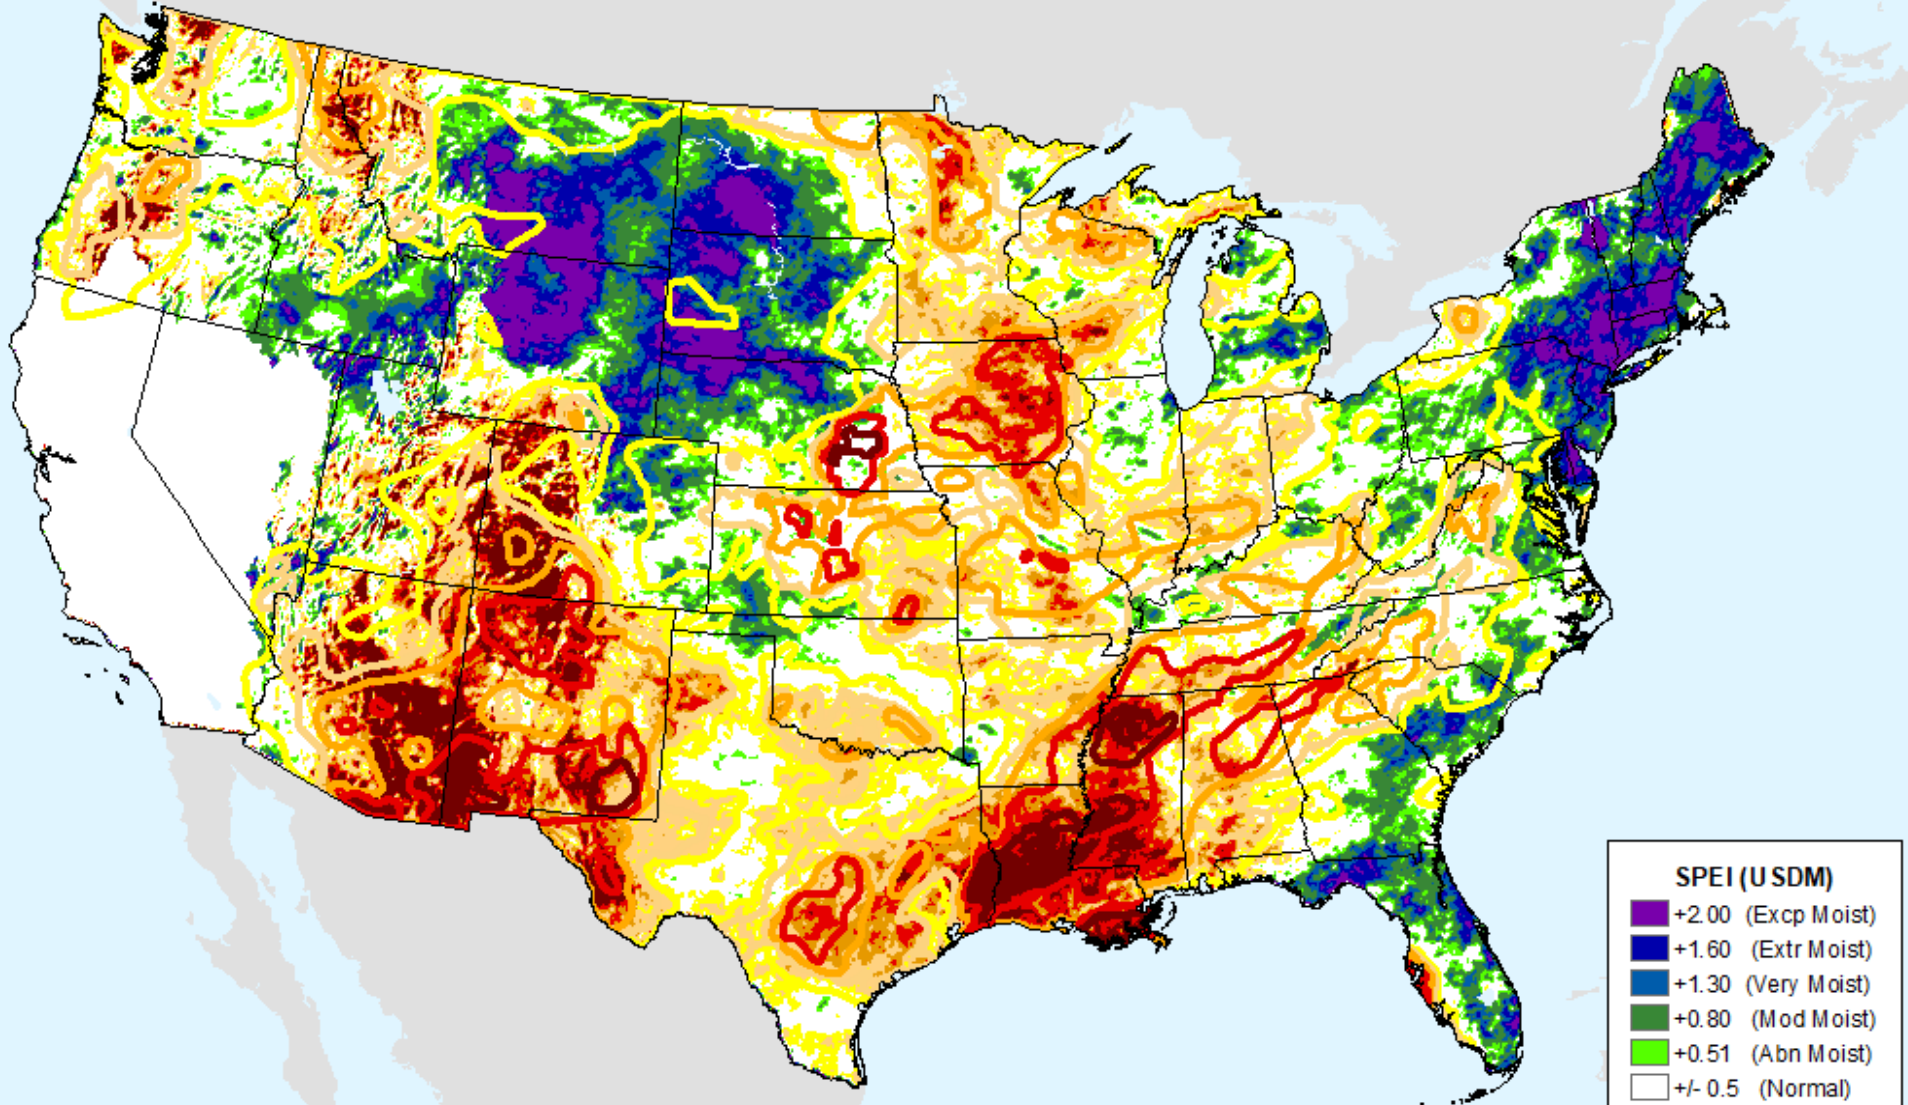 SPEI (USDM)
+2.00 (Excp Moist)
+1.60 (Extr Moist)
+1.30 (Very Moist)
+0.80 (Mod Moist)
+0.51 (Abn Moist)
+/- 0.5 (Normal)